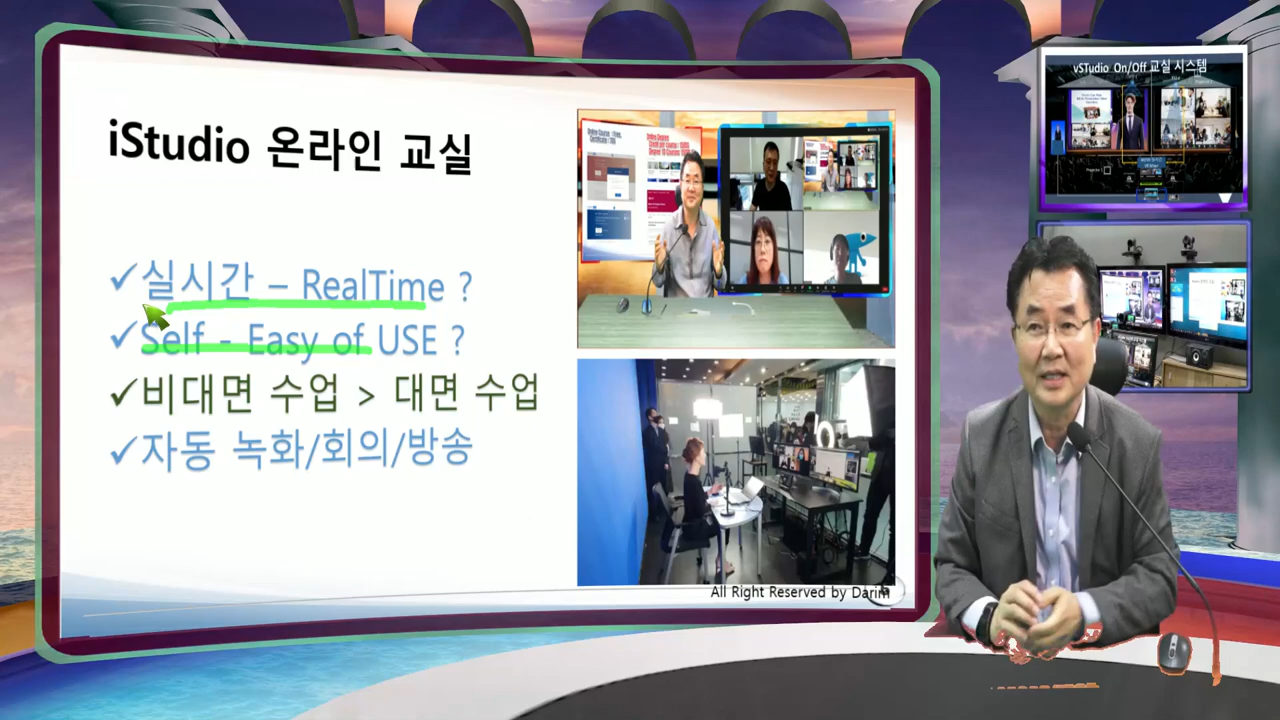 iStudio 온라인 교실
✓실시간 – RealTime ?
✓Self - Easy of USE ?
✓비대면 수업 > 대면 수업
✓자동 녹화/회의/방송
All Right Reserved by Darim
vSTudio On/Off 교실 시스템